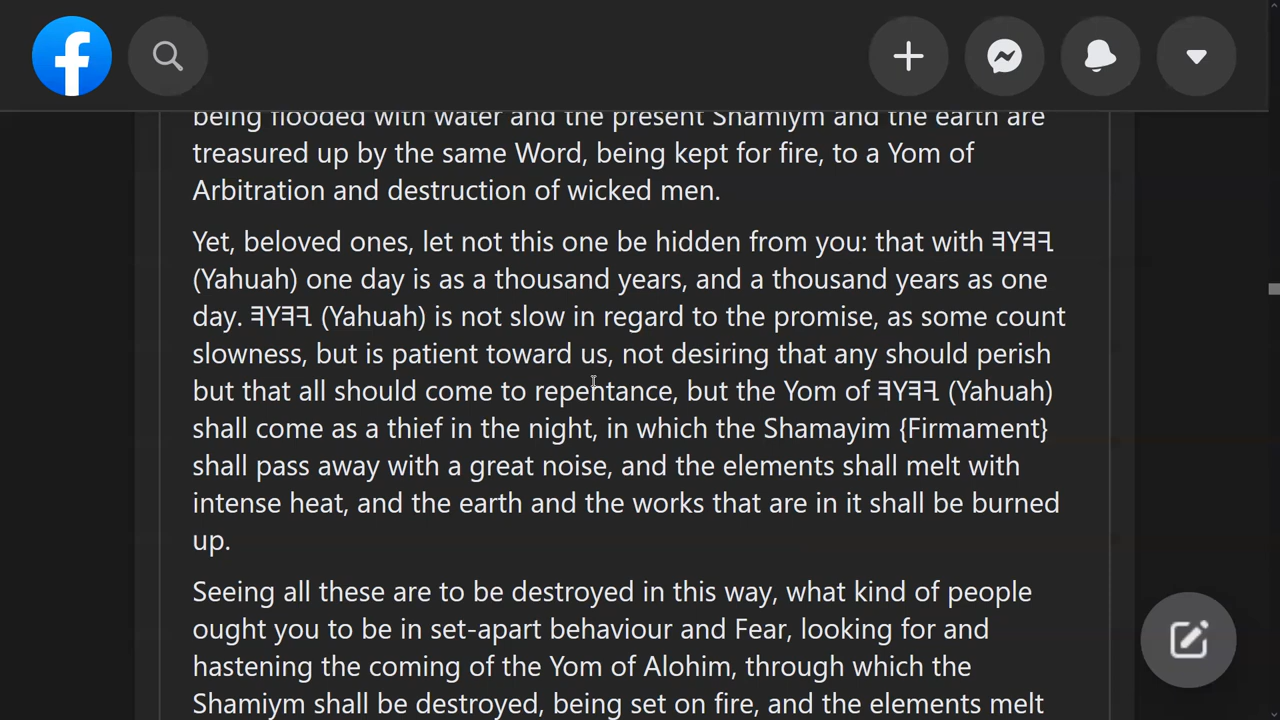 being flooded with water and the present Shamiym and the earth are
treasured up by the same Word, being kept for fire, to a Yom of
Arbitration and destruction of wicked men.
Yet, beloved ones, let not this one be hidden from you: that with ᴲYᴲᖷ
(Yahuah) one day is as a thousand years, and a thousand years as one
day. ᴲYᴲᖷ (Yahuah) is not slow in regard to the promise, as some count
slowness, but is patient toward us, not desiring that any should perish
but that all should come to repentance, but the Yom of ᴲYᴲᖷ (Yahuah)
shall come as a thief in the night, in which the Shamayim {Firmament}
shall pass away with a great noise, and the elements shall melt with
intense heat, and the earth and the works that are in it shall be burned
up.
Seeing all these are to be destroyed in this way, what kind of people
ought you to be in set-apart behaviour and Fear, looking for and
hastening the coming of the Yom of Alohim, through which the
Shamiym shall be destroyed, being set on fire, and the elements melt